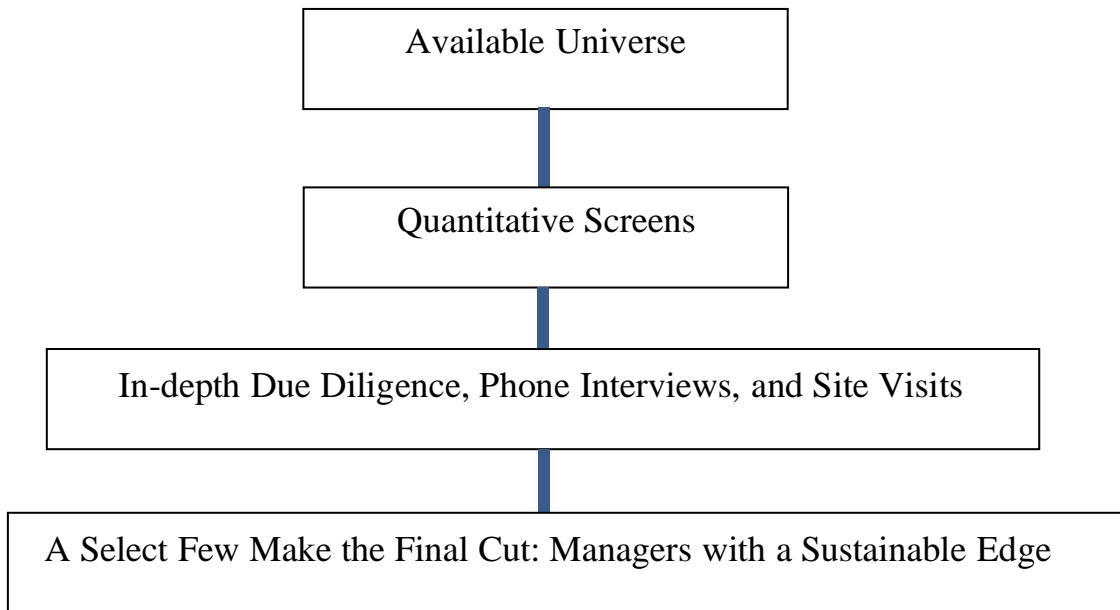 Available Universe
Quantitative Screens
In-depth Due Diligence, Phone Interviews, and Site Visits
A Select Few Make the Final Cut: Managers with a Sustainable Edge